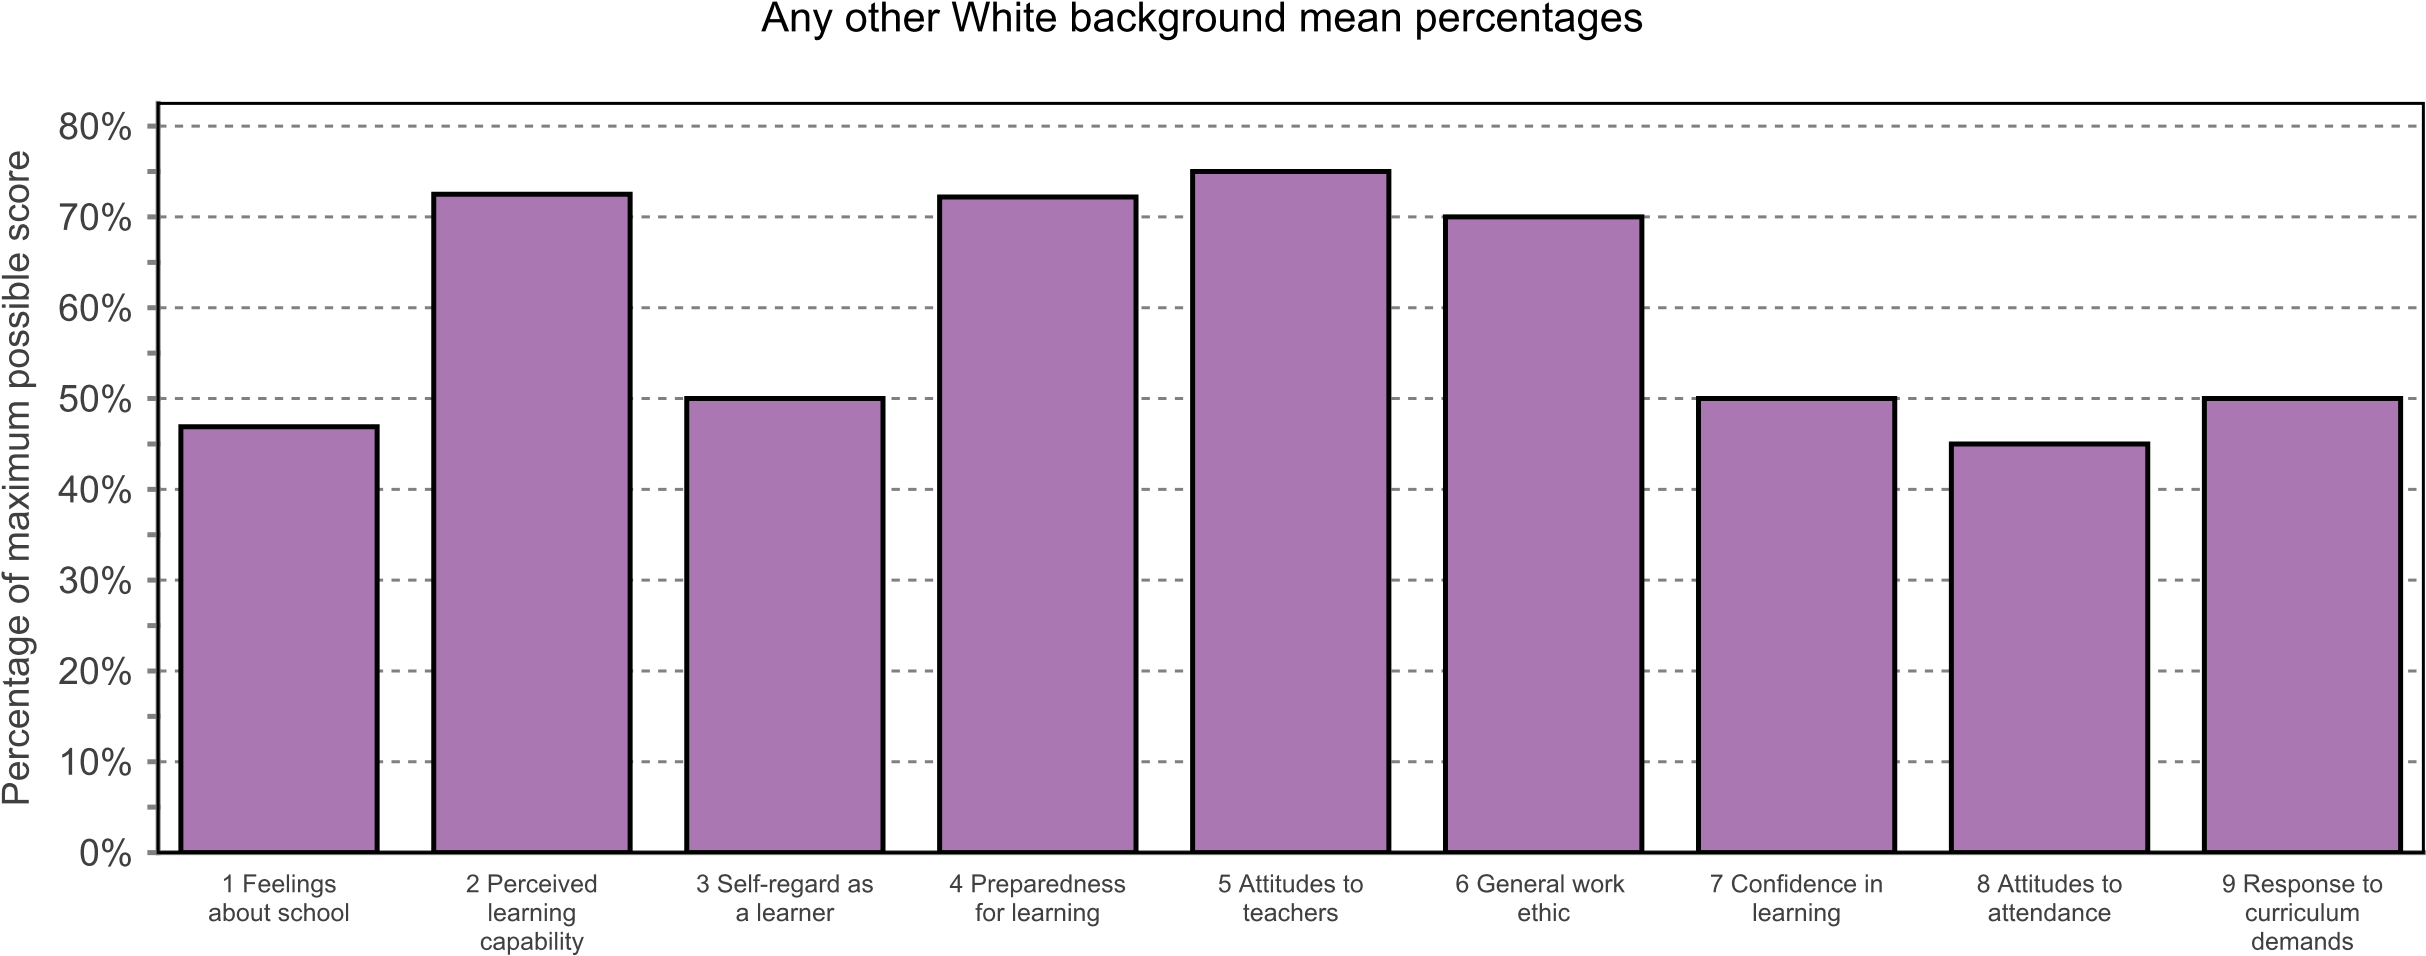 Any other White background mean percentages
Percentage of maximum possible score
80%
70%
60%
50%
40%
30%
20%
10%
0%
1 Feelings
about school
2 Perceived
learning
capability
3 Self-regard as
a learner
4 Preparedness
for learning
5 Attitudes to
teachers
6 General work
ethic
7 Confidence in
learning
8 Attitudes to
attendance
9 Response to
curriculum
demands